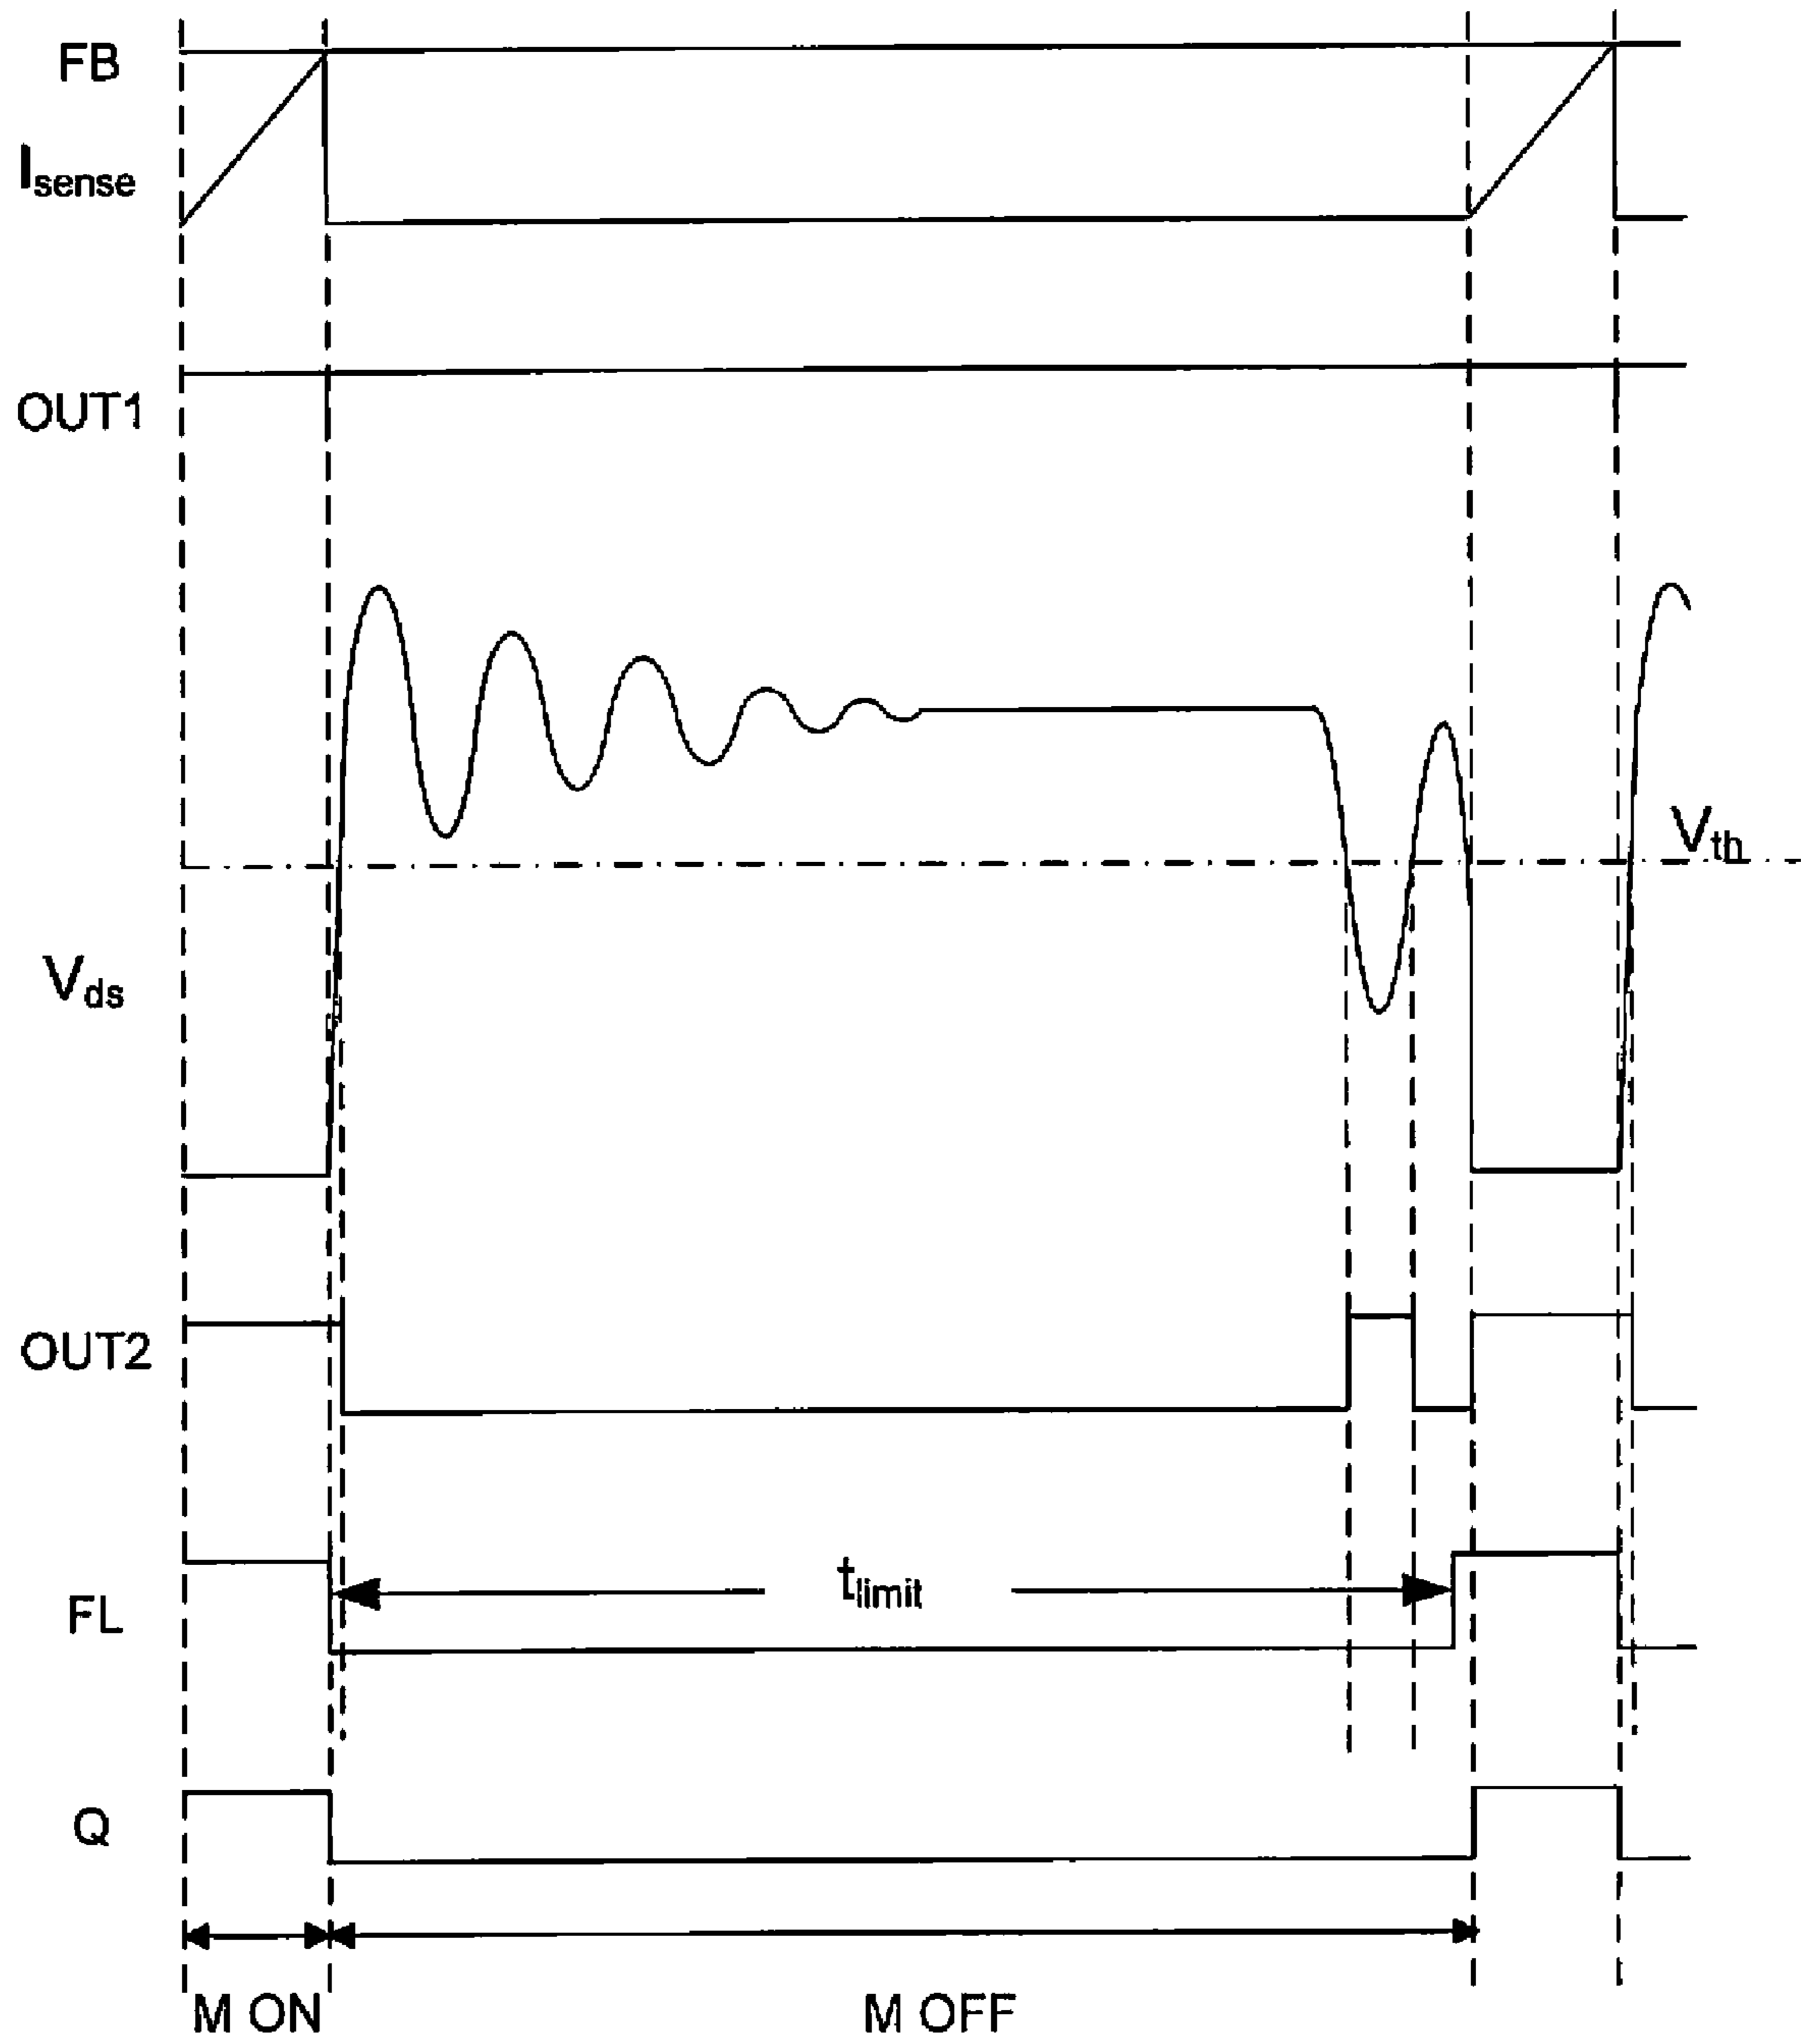 FB
Isense
OUT1
Vth
Vds
OUT2
tlimit
FL
Q
M ON
M OFF